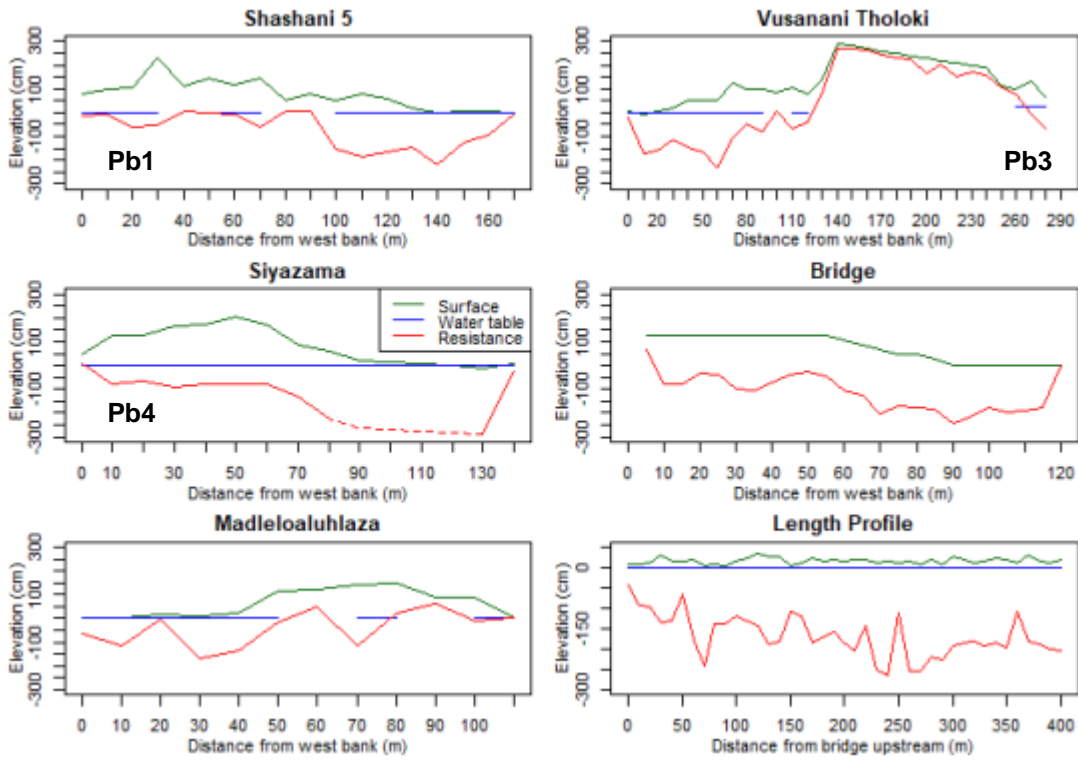 Shashani 5
Elevation (cm)
-300 -100 100 300
Pb1
0 20 40 60 80 100 120 140 160
Distance from west bank (m)
Vusanani Tholoki
Elevation (cm)
-300 -100 100 300
Pb3
0 20 50 80 110 140 170 200 230 260 290
Distance from west bank (m)
Siyazama
Elevation (cm)
-300 -100 100 300
Surface
Water table
Resistance
Pb4
0 10 30 50 70 90 110 130
Distance from west bank (m)
Bridge
Elevation (cm)
-300 -100 100 300
0 10 20 30 40 50 60 70 80 90 100 120
Distance from west bank (m)
Madleloaluhlaza
Elevation (cm)
-300 -100 100 300
0 10 20 30 40 50 60 70 80 90 100
Distance from west bank (m)
Length Profile
Elevation (cm)
-300 -150 0
0 50 100 150 200 250 300 350 400
Distance from bridge upstream (m)